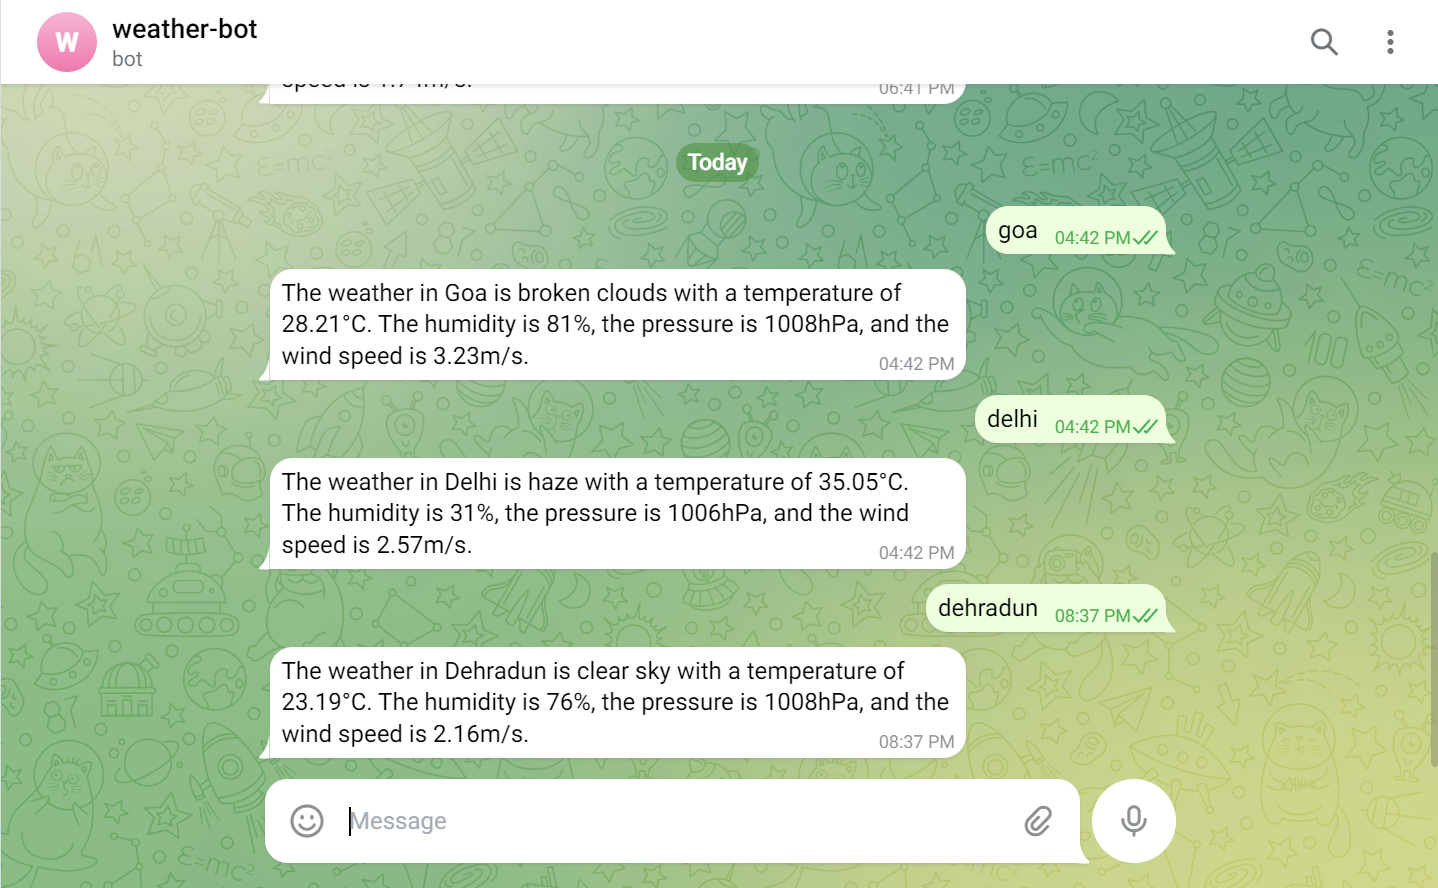 W
weather-bot
bot
06:41 PM
Today
goa 04:42 PM
The weather in Goa is broken clouds with a temperature of
28.21°C. The humidity is 81%, the pressure is 1008hPa, and the
wind speed is 3.23m/s.
04:42 PM
delhi 04:42 PM
The weather in Delhi is haze with a temperature of 35.05°C.
The humidity is 31%, the pressure is 1006hPa, and the wind
speed is 2.57m/s.
04:42 PM
dehradun 08:37 PM
The weather in Dehradun is clear sky with a temperature of
23.19°C. The humidity is 76%, the pressure is 1008hPa, and the
wind speed is 2.16m/s.
08:37 PM
Message